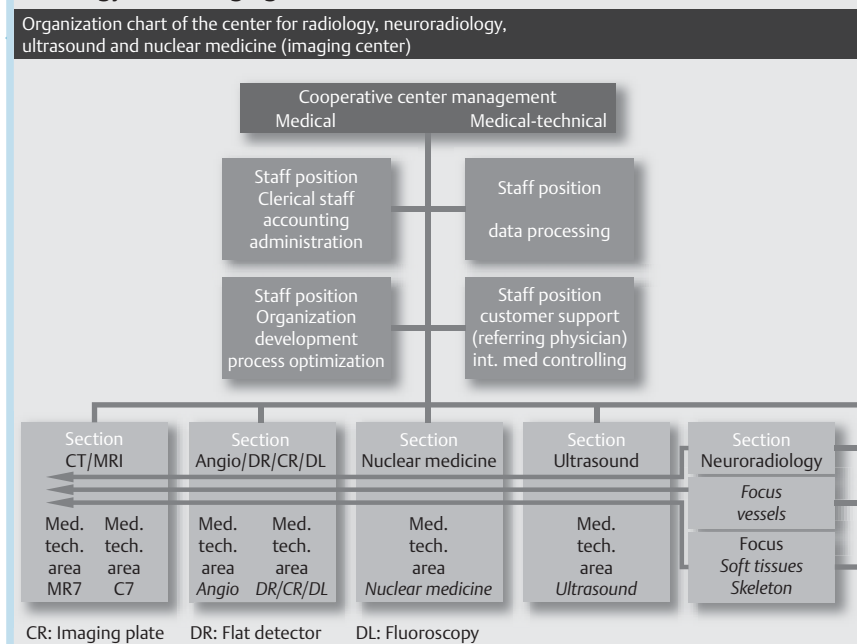 Organization chart of the center for radiology, neuroradiology,
ultrasound and nuclear medicine (imaging center)
Cooperative center management
Medical Medical-technical
Staff position
Clerical staff
accounting
administration
Staff position
data processing
Staff position
Organization
development
process optimization
Staff position
customer support
(referring physician)
int. med controlling
Section
CT/MRI
Med. Med.
tech. tech.
area area
MR7 C7
Section
Angio/DR/CR/DL
Med. Med.
tech. tech.
area area
Angio DR/CR/DL
Section
Nuclear medicine
Med.
tech.
area
Nuclear medicine
Section
Ultrasound
Med.
tech.
area
Ultrasound
Section
Neuroradiology
Focus
vessels
Focus
Soft tissues
Skeleton
CR: Imaging plate DR: Flat detector DL: Fluoroscopy